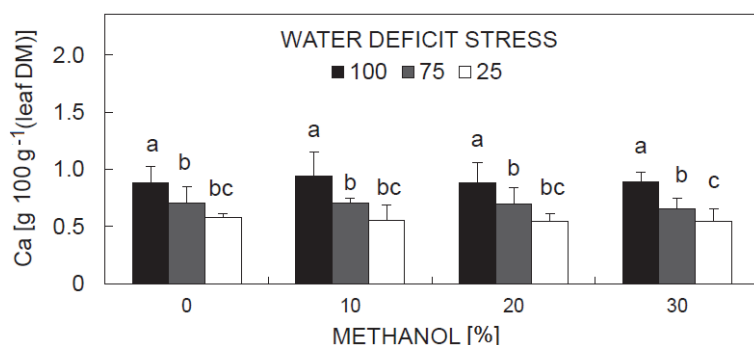 WATER DEFICIT STRESS
100 75 25
Ca [g 100 g⁻¹(leaf DM)]
2.0
1.5
1.0
0.5
0
a b bc
a b bc
a b bc
a b c
0 10 20 30
METHANOL [%]